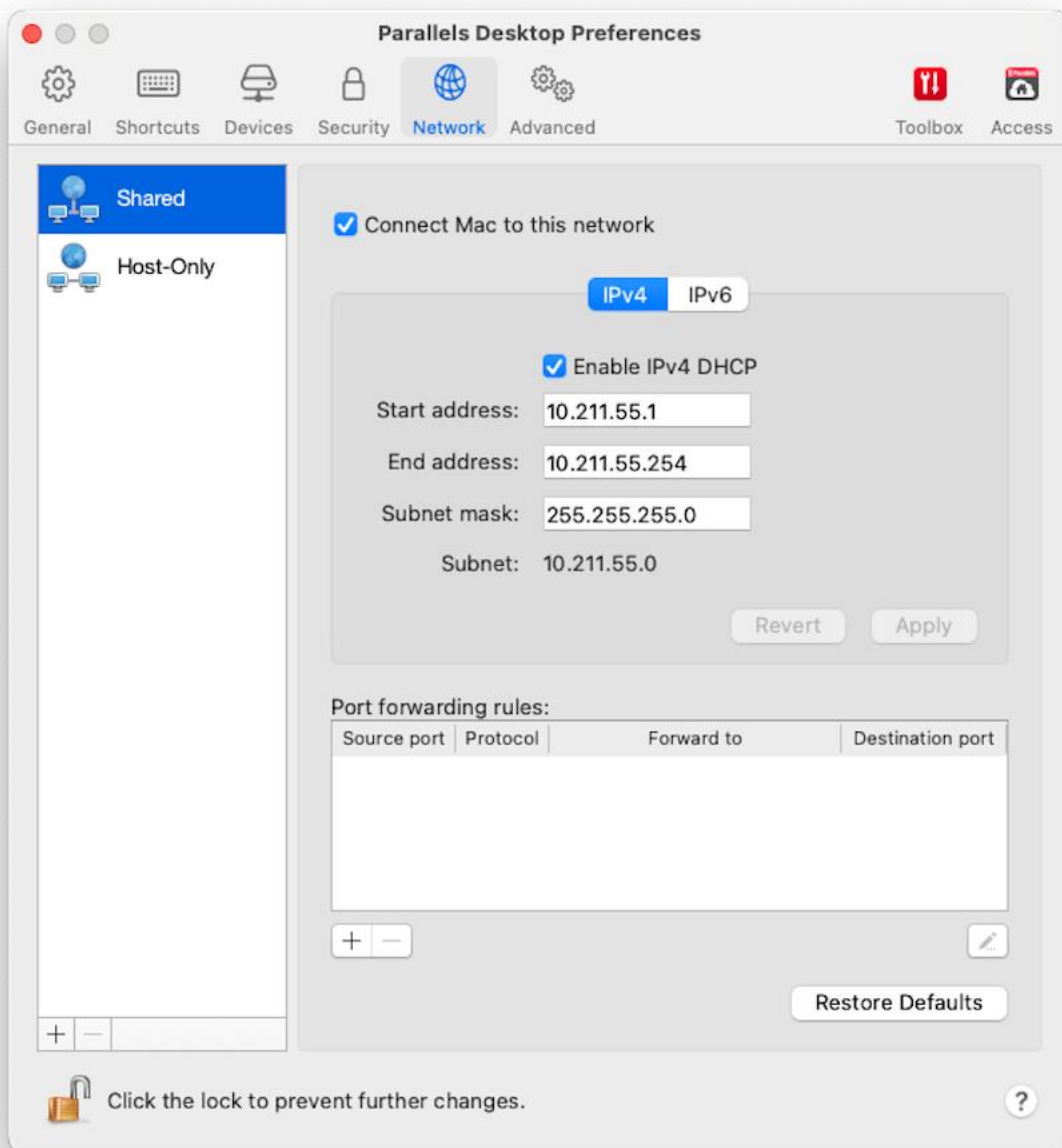 Parallels Desktop Preferences
General Shortcuts Devices Security Network Advanced Toolbox Access
Shared
Host-Only
Connect Mac to this network
IPv4 IPv6
Enable IPv4 DHCP
Start address: 10.211.55.1
End address: 10.211.55.254
Subnet mask: 255.255.255.0
Subnet: 10.211.55.0
Revert Apply
Port forwarding rules:
Source port Protocol Forward to Destination port
Restore Defaults
Click the lock to prevent further changes.
?